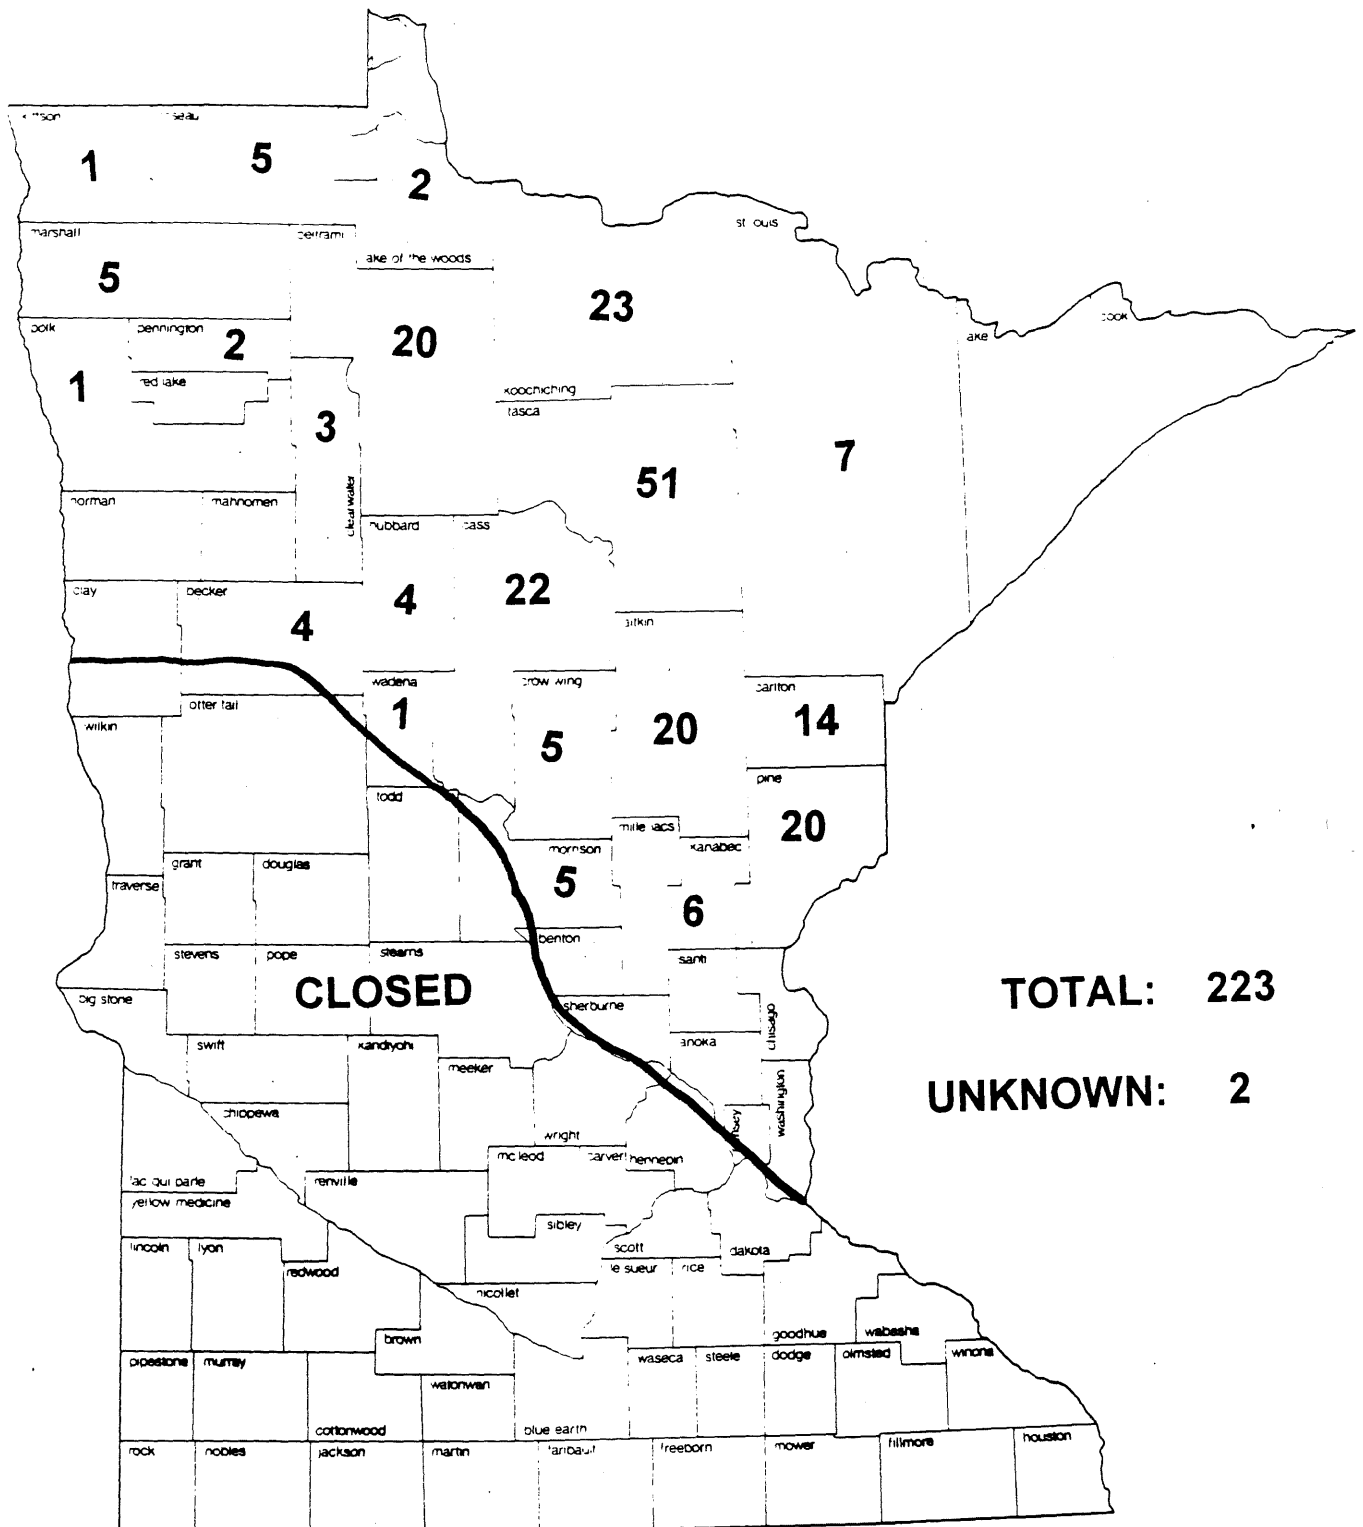 1
5
2
marshall
beltrami
st. louis
lake of the woods
5
23
polk
pennington
2
20
cook
lake
1
red lake
koochiching
itasca
3
7
51
clearwater
norman
mahnomen
hubbard
cass
clay
becker
4
22
4
aitkin
wadena
crow wing
carlton
otter tail
1
14
wilkin
5
20
pine
todd
20
mille lacs
kanabec
morrison
grant
douglas
5
traverse
6
benton
stevens
pope
stearns
CLOSED
TOTAL: 223
big stone
sherburne
chisago
swift
kandiyohi
anoka
meeker
UNKNOWN: 2
chippewa
washington
wright
mc leod
carver
hennepin
lac qui parle
renville
yellow medicine
sibley
lincoln
lyon
scott
dakota
redwood
le sueur
rice
nicollet
brown
goodhue
wabasha
pipestone
murray
waseca
steele
dodge
olmsted
winona
watonwan
cottonwood
blue earth
rock
nobles
jackson
martin
faribault
freeborn
mower
fillmore
houston